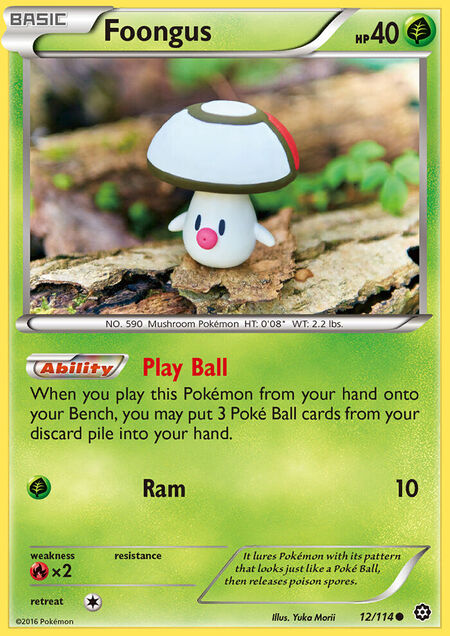 BASIC Foongus HP40
NO. 590 Mushroom Pokémon HT: 0'08" WT: 2.2 lbs.
Ability Play Ball
When you play this Pokémon from your hand onto
your Bench, you may put 3 Poké Ball cards from your
discard pile into your hand.
Ram 10
weakness resistance
×2
retreat
It lures Pokémon with its pattern
that looks just like a Poké Ball,
then releases poison spores.
©2016 Pokémon Illus. Yuka Morii 12/114